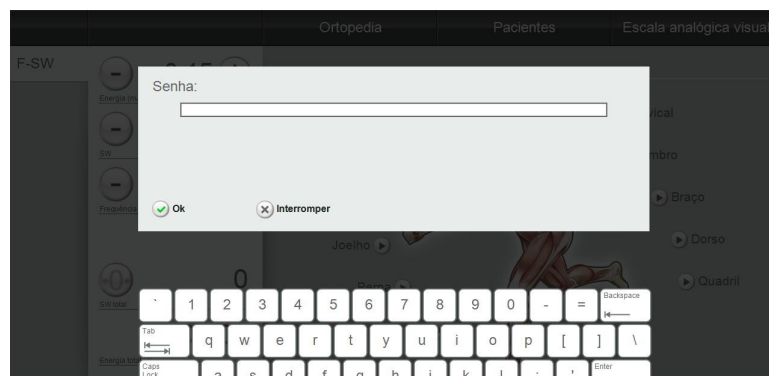 Ortopedia Pacientes Escala analógica visual
F-SW
Senha:
Energia
SW
Frequência
Ok Interromper
Braço
Dorso
Joelho
Quadril
Perna
0
SW total
Energia total
` 1 2 3 4 5 6 7 8 9 0 - = Backspace
Tab q w e r t y u i o p [ ] \
Caps Lock a s d f g h j k l ; ' Enter